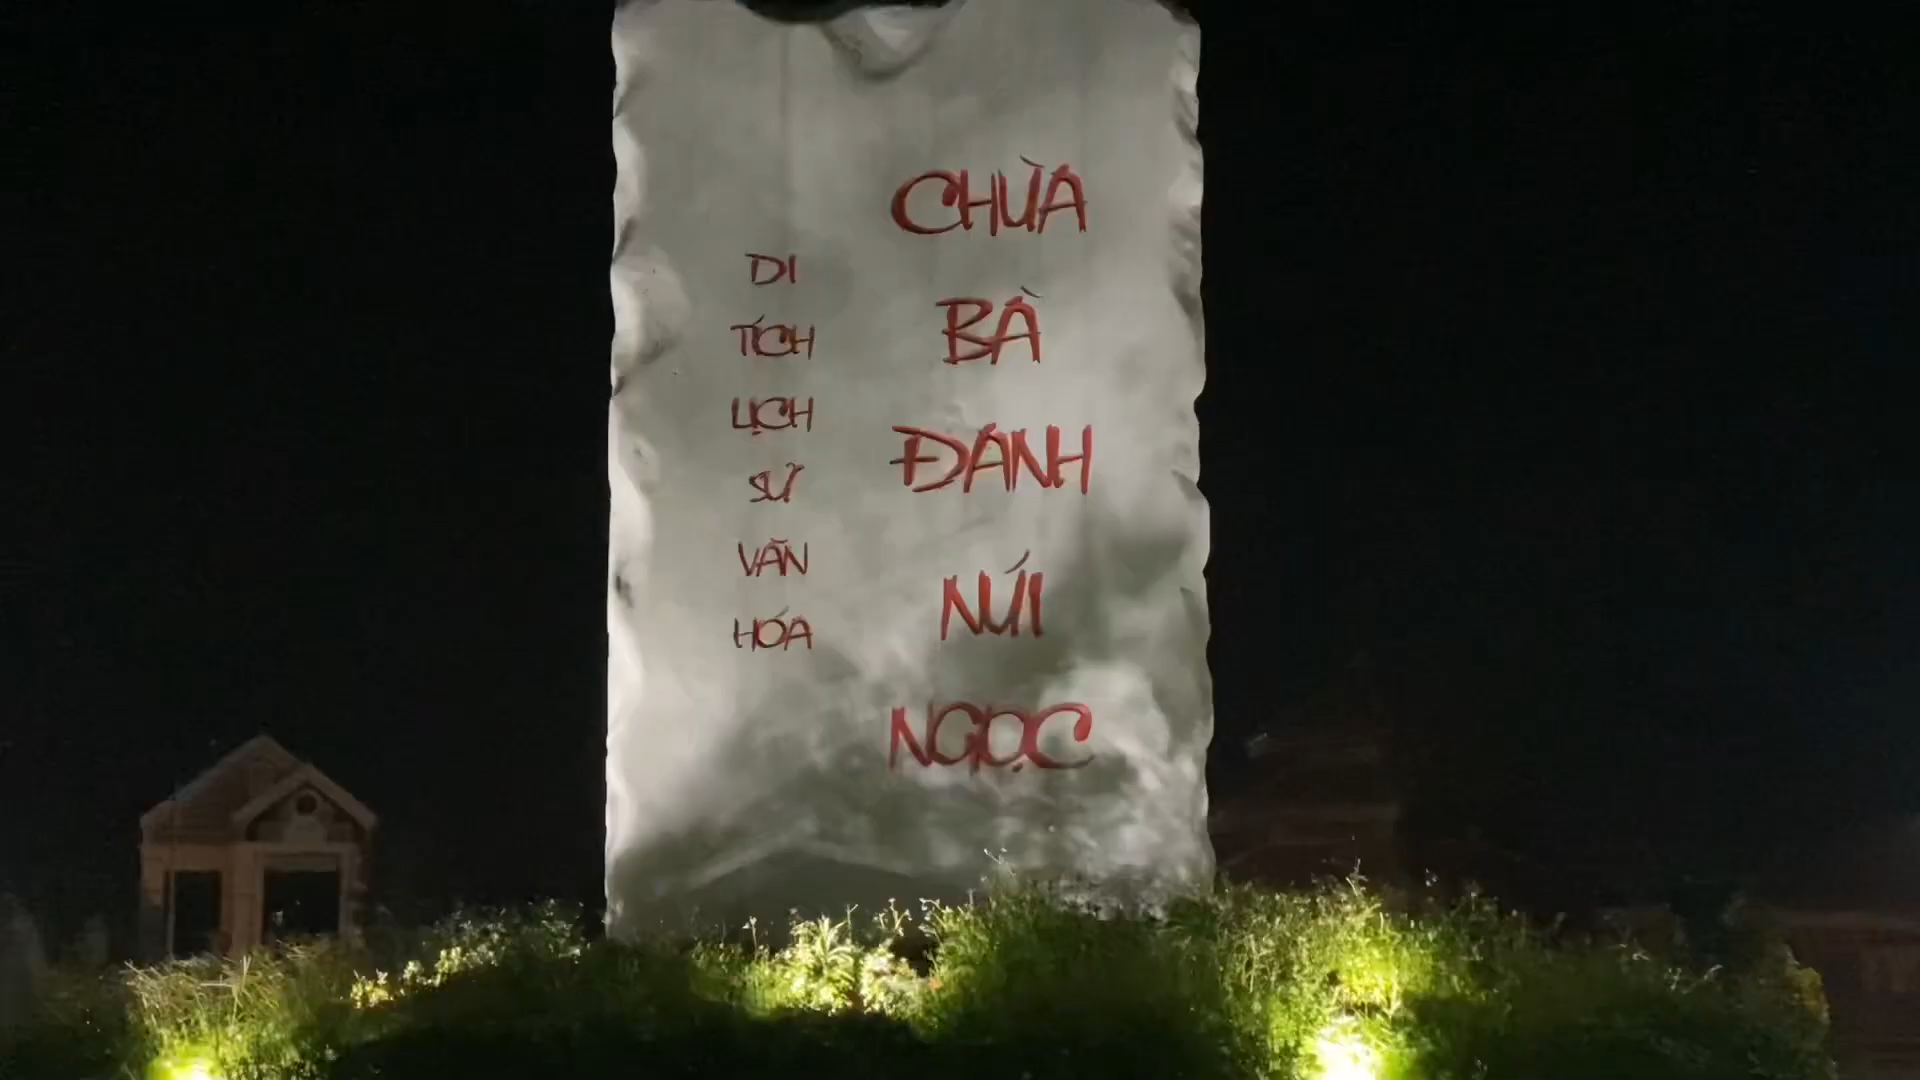 CHÙA
BÀ
ĐANH
NÚI
NGỌC
DI
TÍCH
LỊCH
SỬ
VĂN
HÓA